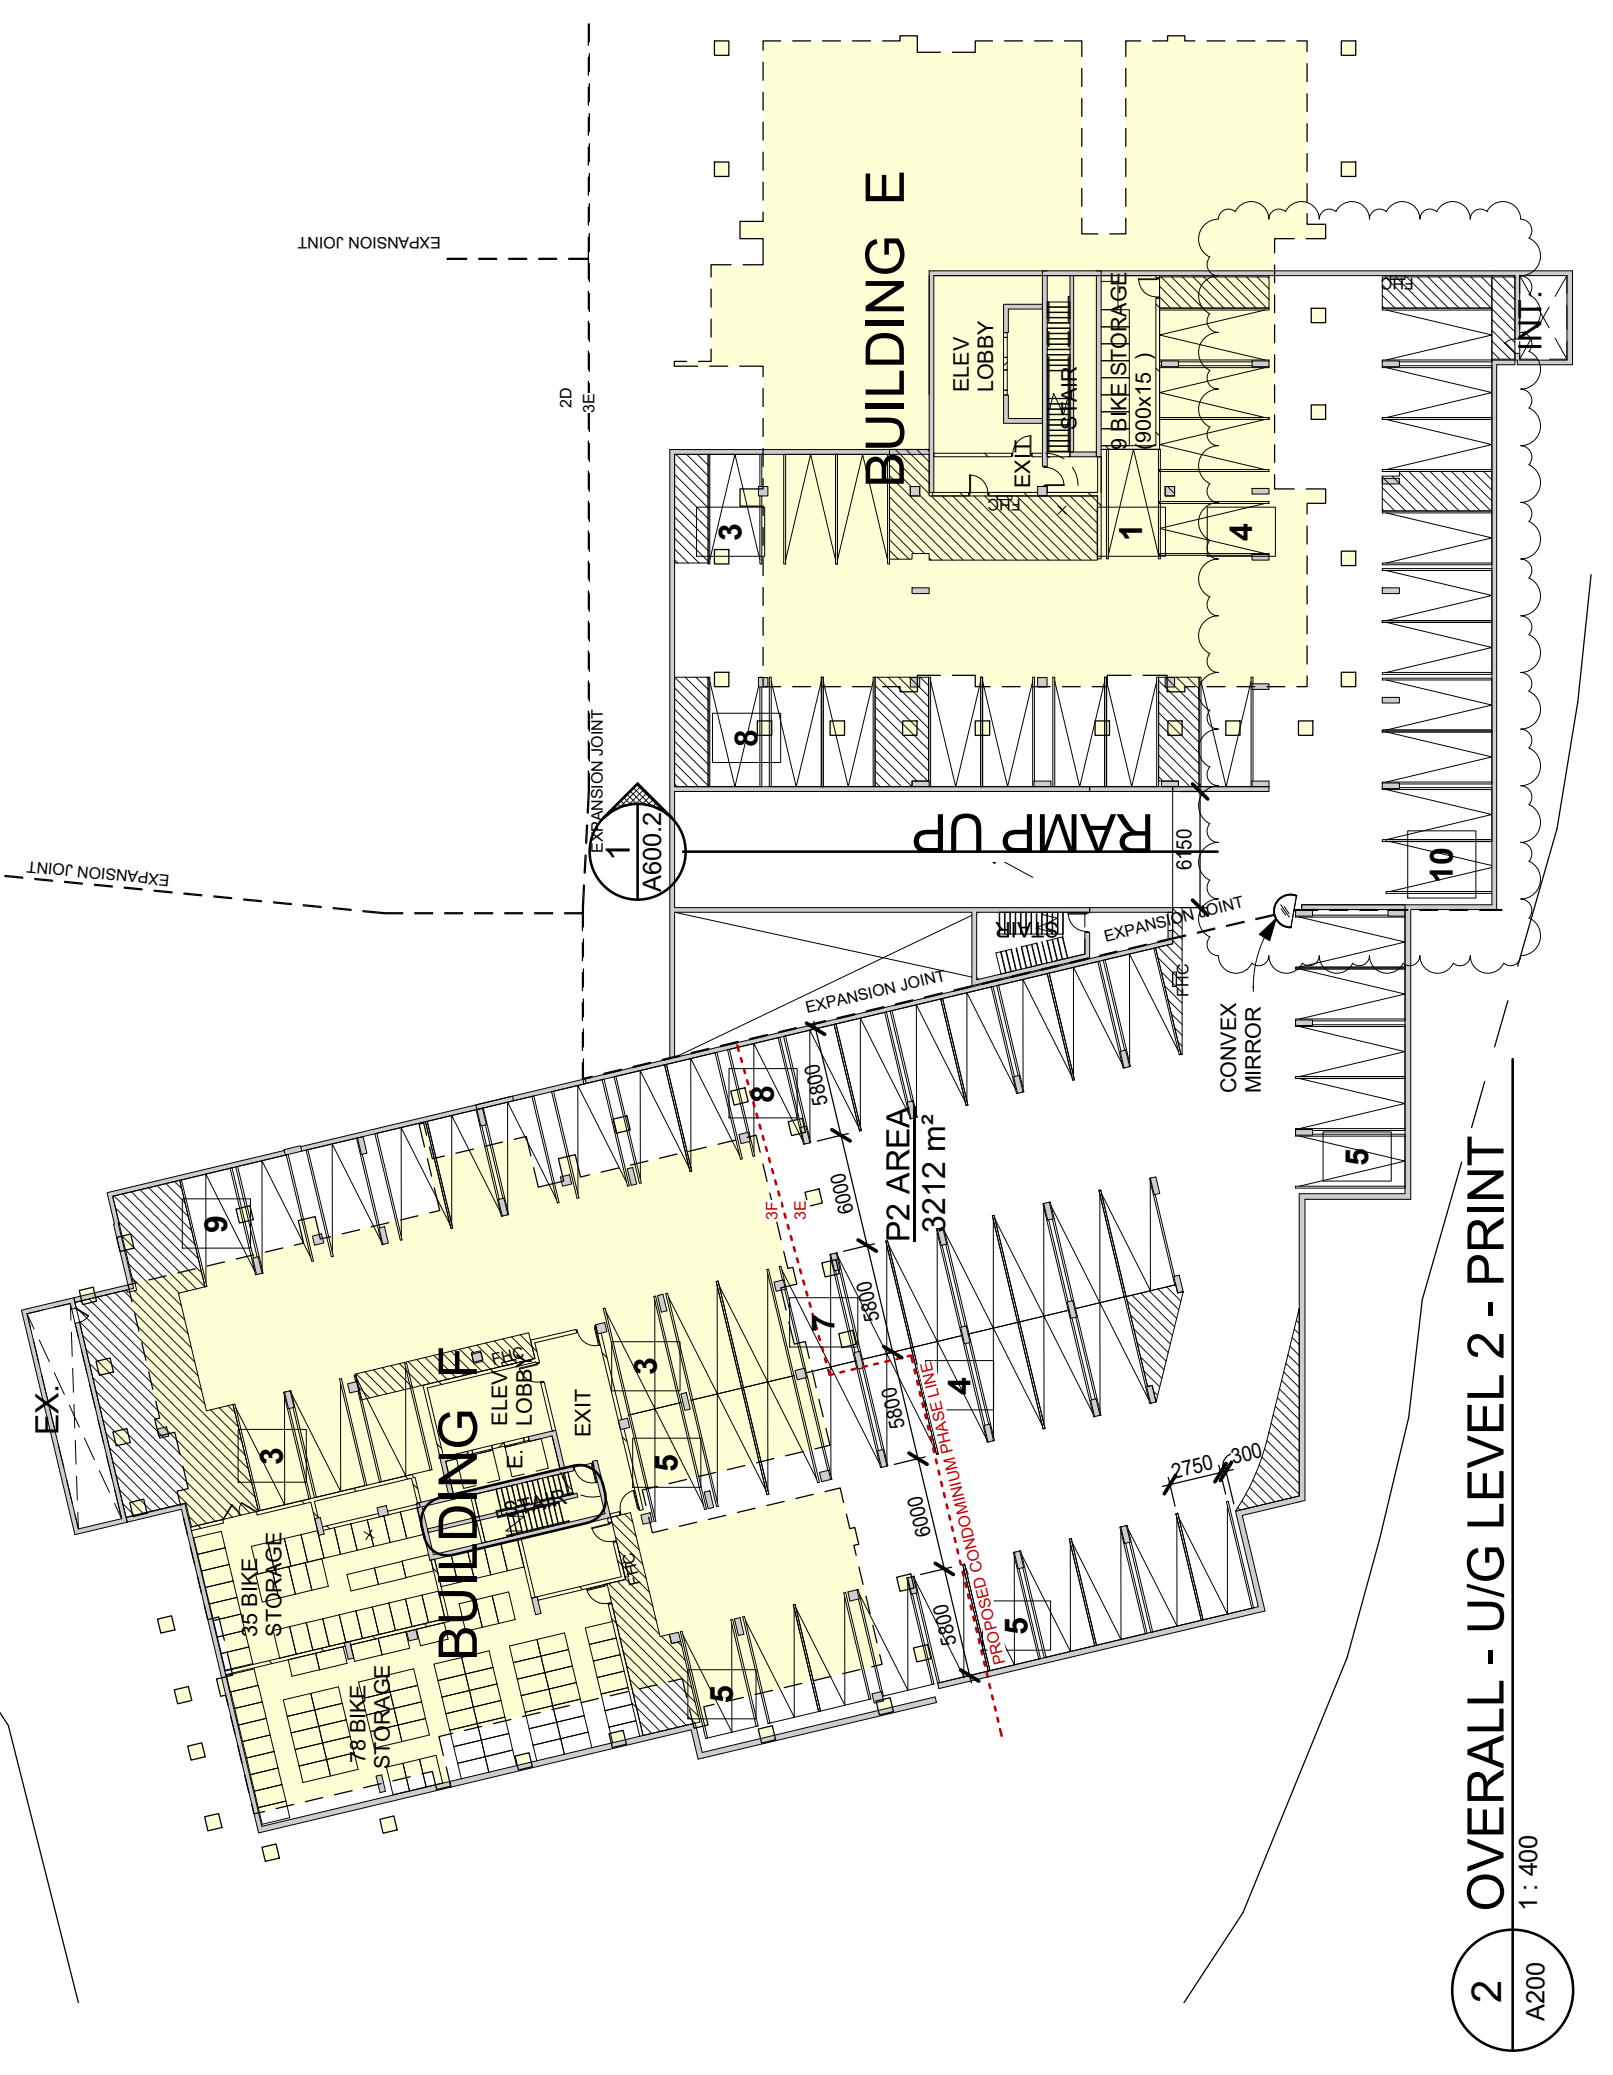 EXPANSION JOINT
EXPANSION JOINT
EXPANSION JOINT
2D
3E
BUILDING E
ELEV
LOBBY
STAIR
9 BIKE STORAGE
(900x15 )
EXIT
FHC
FHC
INT.
3
1
4
8
10
RAMP UP
6150
1
A600.2
STAIR
EXPANSION JOINT
EXPANSION JOINT
FHC
CONVEX
MIRROR
5
8
5800
6000
5800
5800
6000
5800
P2 AREA
3212 m²
3F
3E
7
4
PROPOSED CONDOMINIUM PHASE LINE
2750
300
5
9
EX.
3
BUILDING F
FHC
ELEV
LOBBY
E.
EXIT
STAIR
3
5
FHC
5
35 BIKE
STORAGE
78 BIKE
STORAGE
2
A200
OVERALL - U/G LEVEL 2 - PRINT
1 : 400